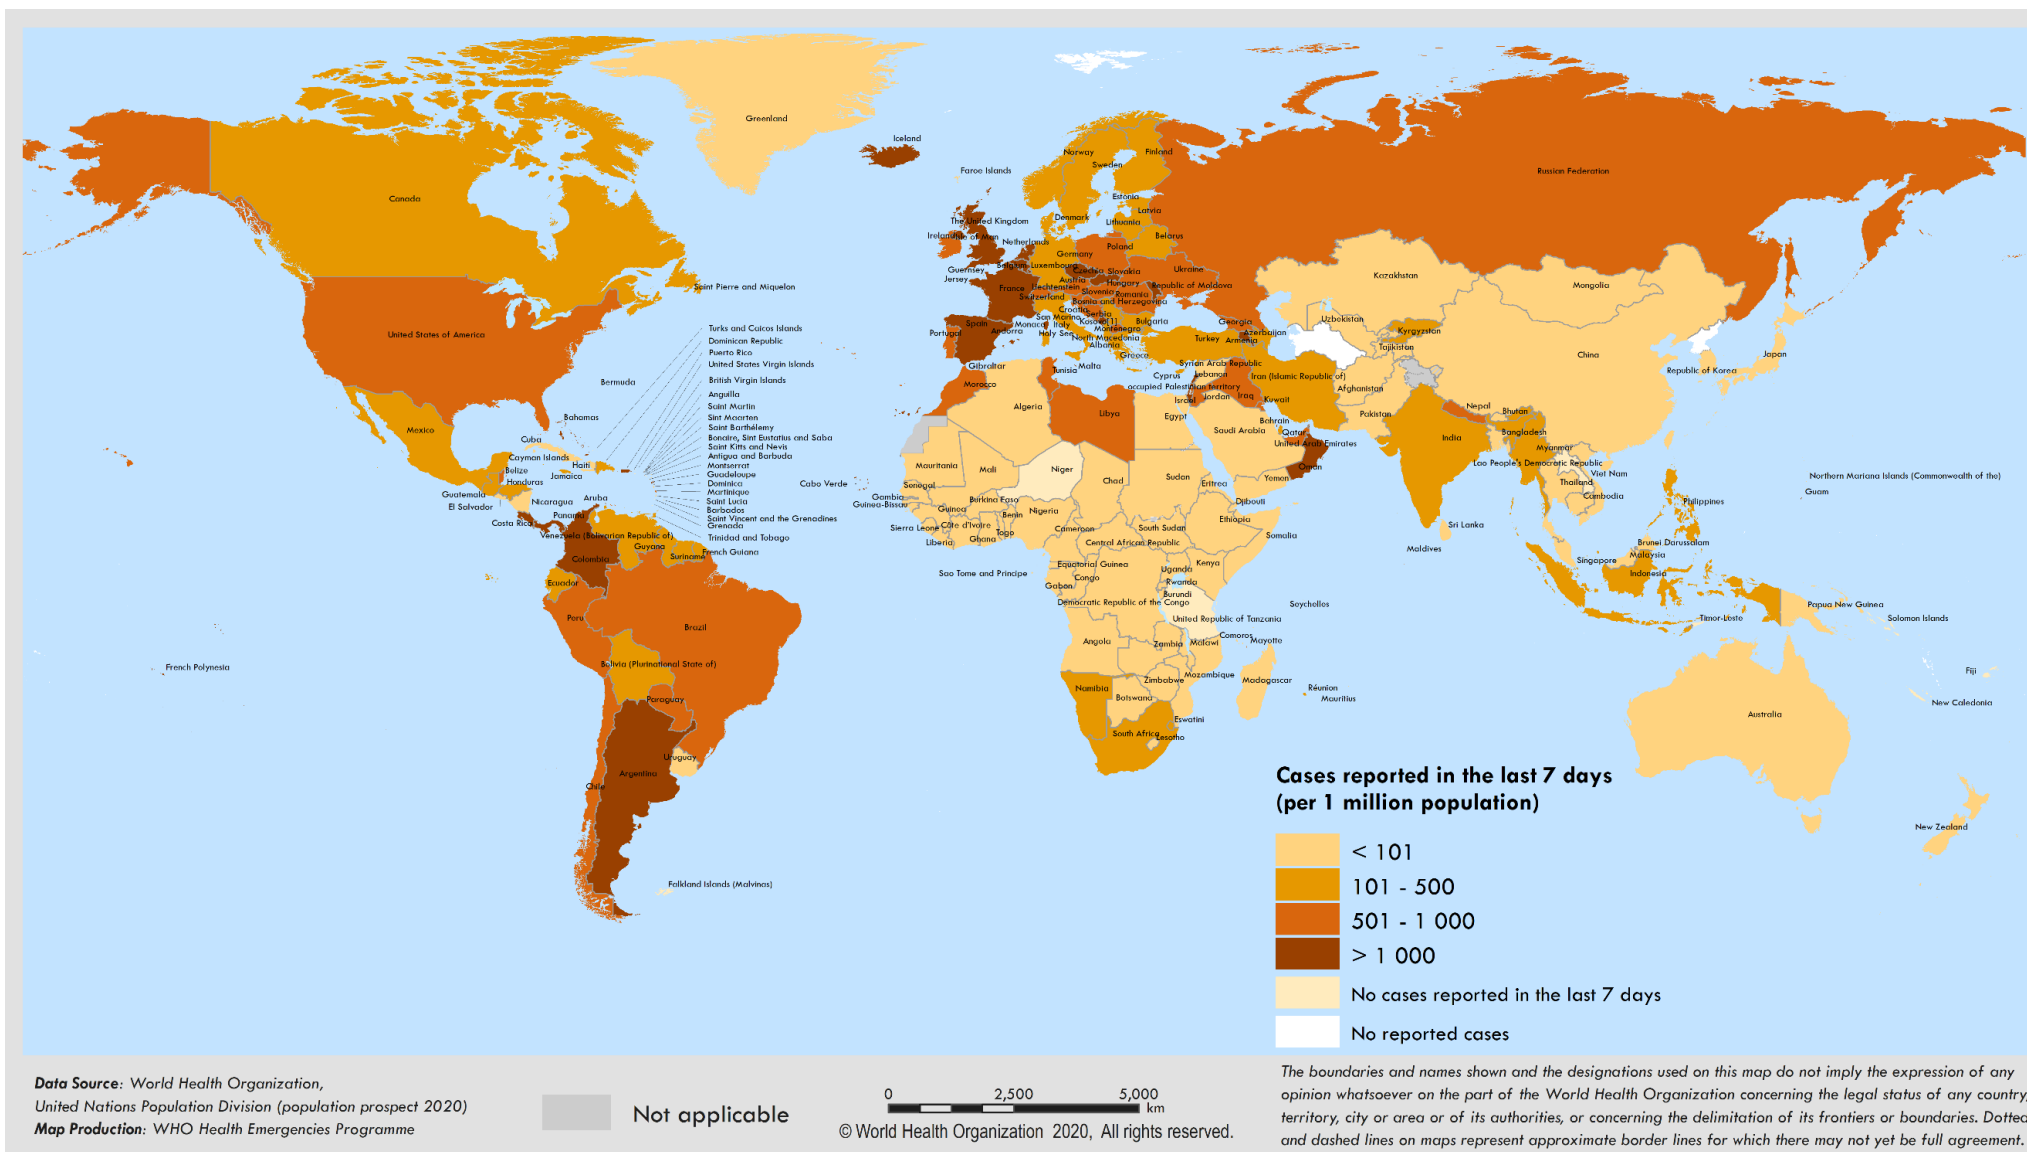 Greenland
Iceland
Faroe Islands
Norway
Sweden
Finland
Russian Federation
Canada
Estonia
Latvia
Lithuania
Denmark
Belarus
The United Kingdom
Ireland
Isle of Man
Netherlands
Poland
Germany
Guernsey
Jersey
Belgium
Luxembourg
Czechia
Slovakia
Ukraine
Austria
Hungary
France
Liechtenstein
Switzerland
Slovenia
Romania
Republic of Moldova
Bosnia and Herzegovina
Croatia
Serbia
San Marino
Kosovo[1]
Bulgaria
Spain
Andorra
Monaco
Italy
Montenegro
Portugal
Holy See
North Macedonia
Albania
Greece
Georgia
Azerbaijan
Turkey
Armenia
Kazakhstan
Mongolia
Uzbekistan
Kyrgyzstan
Tajikistan
China
Japan
Republic of Korea
Saint Pierre and Miquelon
United States of America
Turks and Caicos Islands
Dominican Republic
Puerto Rico
United States Virgin Islands
British Virgin Islands
Anguilla
Saint Martin
Sint Maarten
Saint Barthélemy
Bonaire, Sint Eustatius and Saba
Saint Kitts and Nevis
Antigua and Barbuda
Montserrat
Guadeloupe
Dominica
Martinique
Saint Lucia
Barbados
Saint Vincent and the Grenadines
Grenada
Trinidad and Tobago
Bermuda
Bahamas
Mexico
Cuba
Cayman Islands
Haiti
Belize
Jamaica
Honduras
Guatemala
El Salvador
Nicaragua
Aruba
Costa Rica
Panama
Venezuela (Bolivarian Republic of)
Guyana
Suriname
French Guiana
Colombia
Ecuador
Peru
Brazil
Bolivia (Plurinational State of)
Paraguay
Uruguay
Argentina
Chile
Falkland Islands (Malvinas)
French Polynesia
Gibraltar
Tunisia
Malta
Morocco
Cyprus
Syrian Arab Republic
Lebanon
occupied Palestinian territory
Israel
Jordan
Iraq
Iran (Islamic Republic of)
Kuwait
Afghanistan
Pakistan
Nepal
Bhutan
Algeria
Libya
Egypt
Saudi Arabia
Bahrain
Qatar
United Arab Emirates
Oman
India
Bangladesh
Myanmar
Lao People's Democratic Republic
Viet Nam
Thailand
Cambodia
Philippines
Northern Mariana Islands (Commonwealth of the)
Guam
Cabo Verde
Mauritania
Mali
Niger
Chad
Sudan
Eritrea
Yemen
Senegal
Gambia
Guinea-Bissau
Guinea
Burkina Faso
Benin
Nigeria
Djibouti
Ethiopia
Somalia
Sierra Leone
Côte d'Ivoire
Liberia
Ghana
Togo
Cameroon
South Sudan
Central African Republic
Sri Lanka
Maldives
Brunei Darussalam
Malaysia
Singapore
Indonesia
Sao Tome and Principe
Equatorial Guinea
Congo
Gabon
Uganda
Kenya
Rwanda
Burundi
Democratic Republic of the Congo
United Republic of Tanzania
Seychelles
Timor-Leste
Papua New Guinea
Solomon Islands
Angola
Zambia
Malawi
Comoros
Mayotte
Namibia
Zimbabwe
Mozambique
Madagascar
Botswana
Réunion
Mauritius
South Africa
Eswatini
Lesotho
Fiji
New Caledonia
Australia
New Zealand
Cases reported in the last 7 days
(per 1 million population)
< 101
101 - 500
501 - 1 000
> 1 000
No cases reported in the last 7 days
No reported cases
Data Source: World Health Organization,
United Nations Population Division (population prospect 2020)
Map Production: WHO Health Emergencies Programme
Not applicable
0 2,500 5,000
km
© World Health Organization 2020, All rights reserved.
The boundaries and names shown and the designations used on this map do not imply the expression of any
opinion whatsoever on the part of the World Health Organization concerning the legal status of any country,
territory, city or area or of its authorities, or concerning the delimitation of its frontiers or boundaries. Dotted
and dashed lines on maps represent approximate border lines for which there may not yet be full agreement.